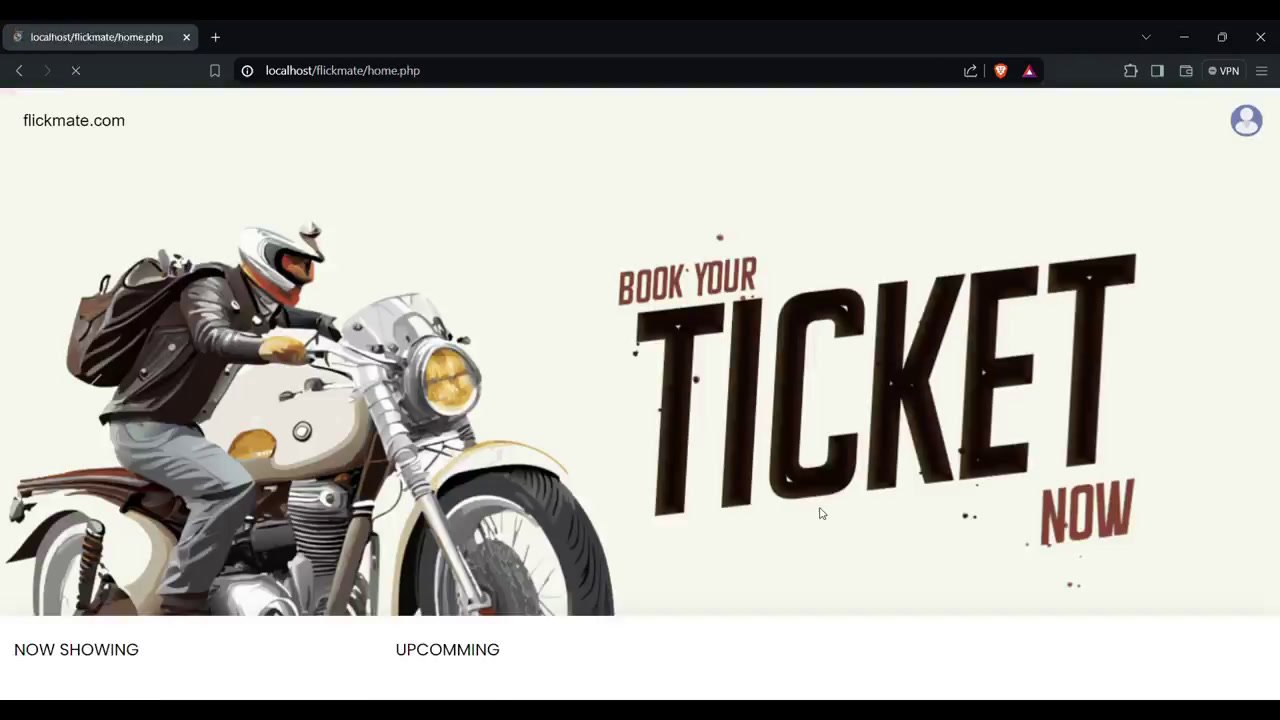 localhost/flickmate/home.php
localhost/flickmate/home.php
VPN
flickmate.com
BOOK YOUR
TICKET
NOW
NOW SHOWING
UPCOMMING